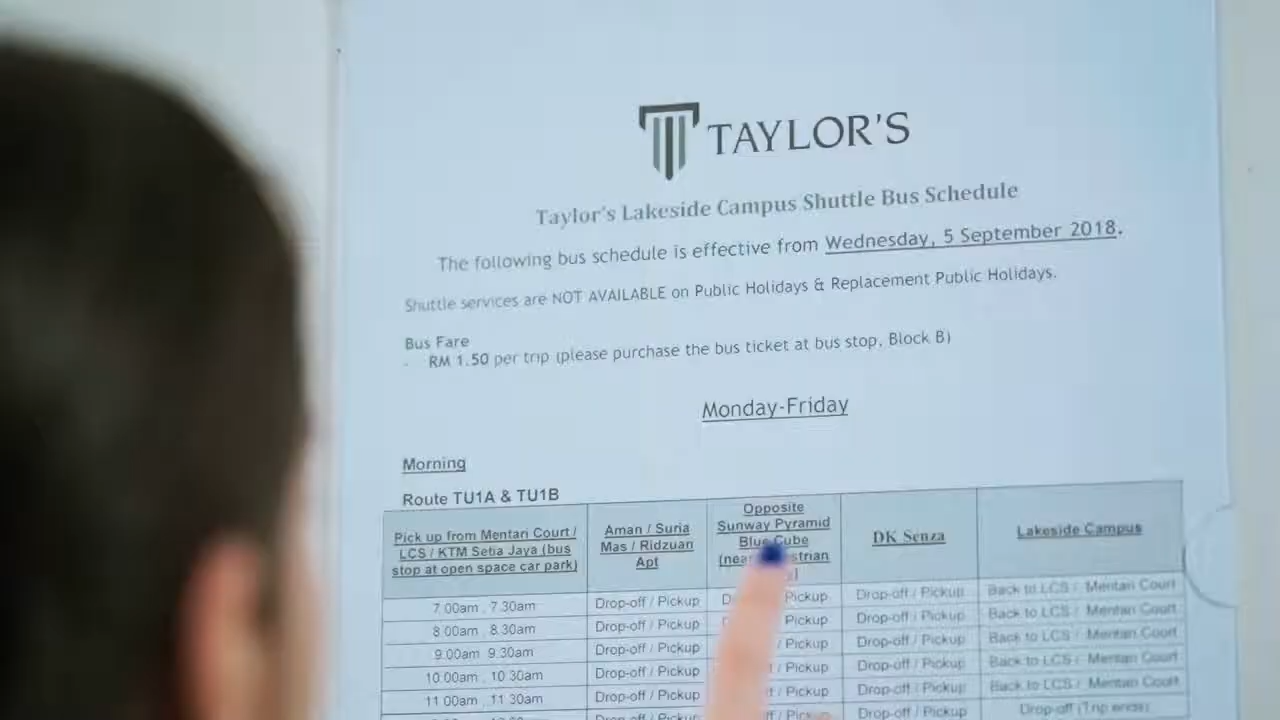 TAYLOR'S
Taylor's Lakeside Campus Shuttle Bus Schedule
The following bus schedule is effective from Wednesday, 5 September 2018.
Shuttle services are NOT AVAILABLE on Public Holidays & Replacement Public Holidays.
Bus Fare
- RM 1.50 per trip (please purchase the bus ticket at bus stop, Block B)
Monday-Friday
Morning
Route TU1A & TU1B
Pick up from Mentari Court / LCS / KTM Setia Jaya (bus stop at open space car park) Aman / Suria Mas / Ridzuan Apt Opposite Sunway Pyramid Blue Cube DK Senza Lakeside Campus
7.00am , 7.30am Drop-off / Pickup Pickup Drop-off / Pickup Back to LCS / Mentari Court
8.00am , 8.30am Drop-off / Pickup Pickup Drop-off / Pickup Back to LCS / Mentari Court
9.00am 9.30am Drop-off / Pickup Pickup Drop-off / Pickup Back to LCS / Mentari Court
10.00am , 10.30am Drop-off / Pickup / Pickup Drop-off / Pickup Back to LCS / Mentari Court
11.00am , 11.30am Drop-off / Pickup / Pickup Drop-off / Pickup Back to LCS / Mentari Court
Drop-off / Pickup / Pickup Drop-off / Pickup Drop-off (Trip ends)